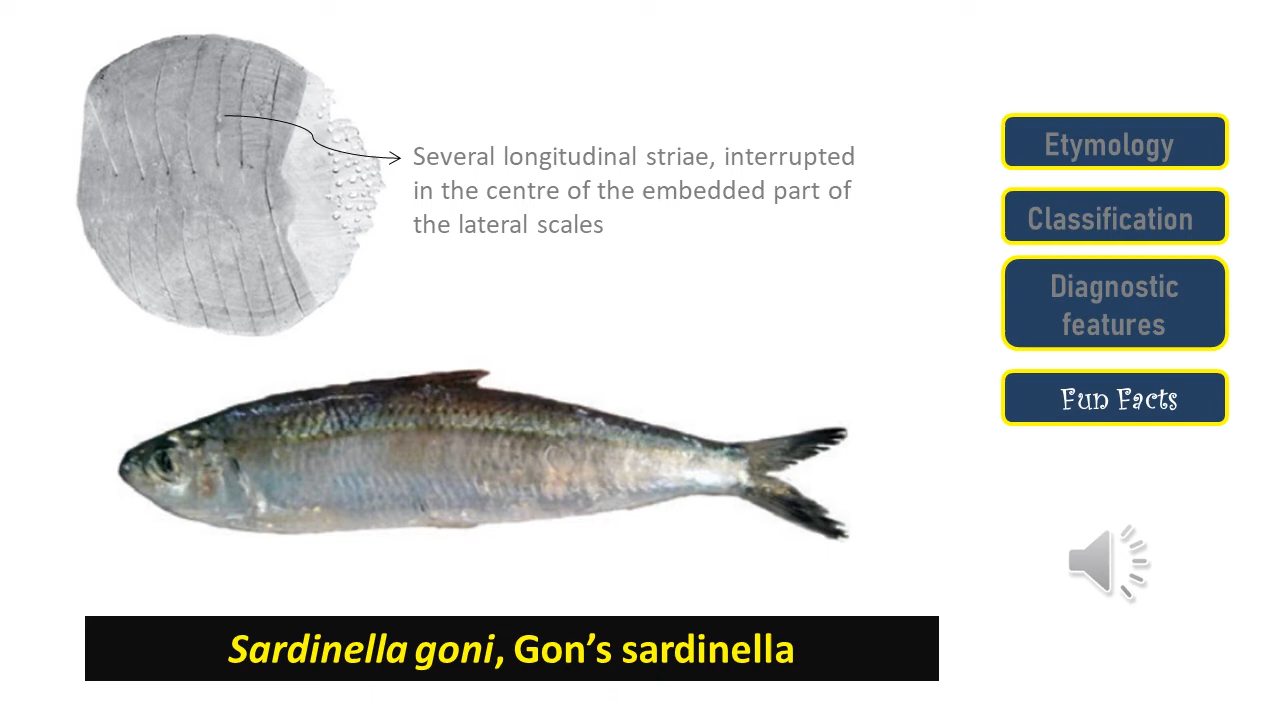 Several longitudinal striae, interrupted
in the centre of the embedded part of
the lateral scales
Etymology
Classification
Diagnostic
features
Fun Facts
Sardinella goni, Gon’s sardinella